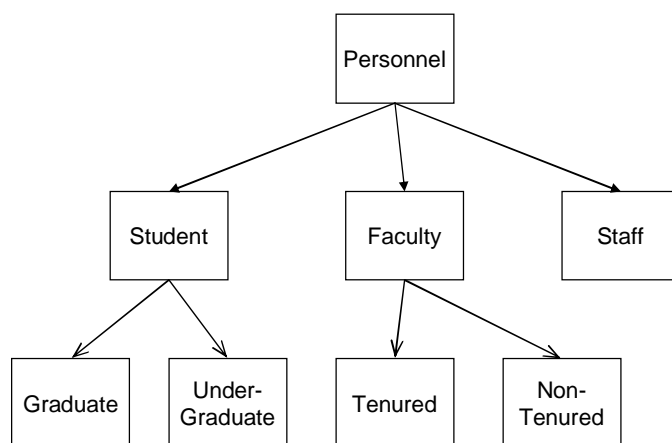 Personnel
Student
Faculty
Staff
Graduate
Under-
Graduate
Tenured
Non-
Tenured